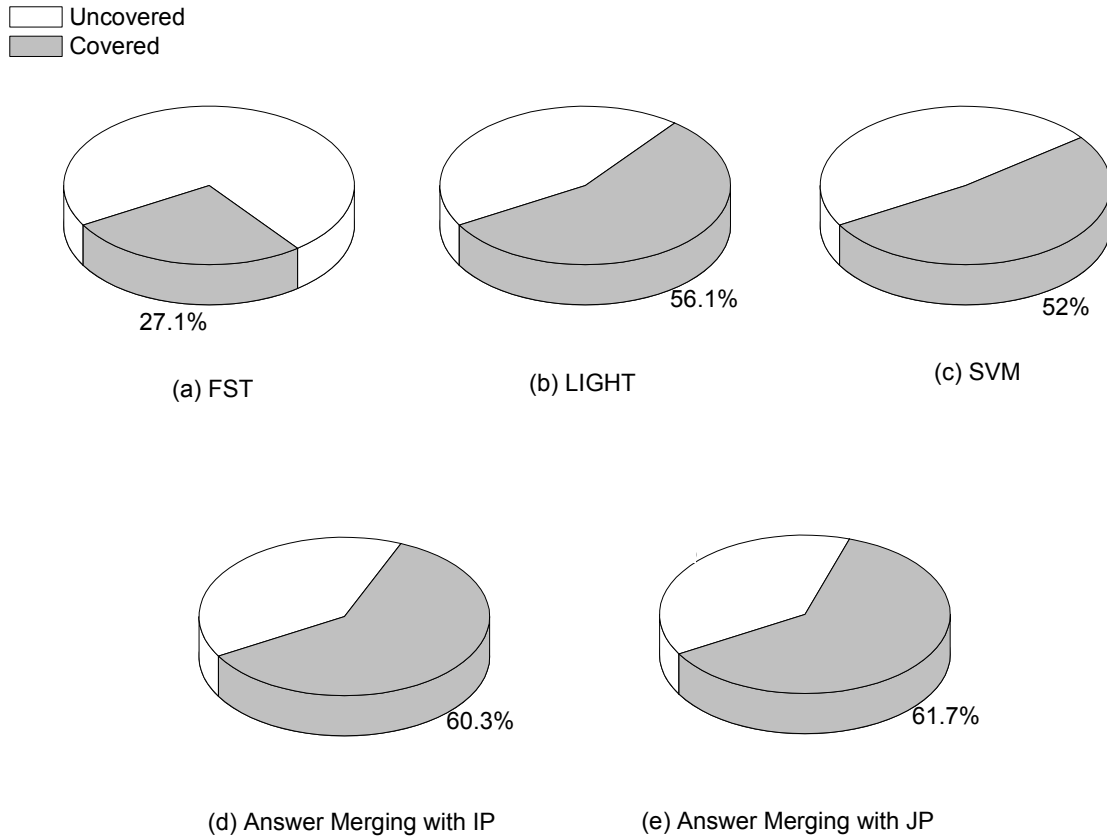 Uncovered
Covered
27.1%
56.1%
52%
(a) FST
(b) LIGHT
(c) SVM
60.3%
61.7%
(d) Answer Merging with IP
(e) Answer Merging with JP